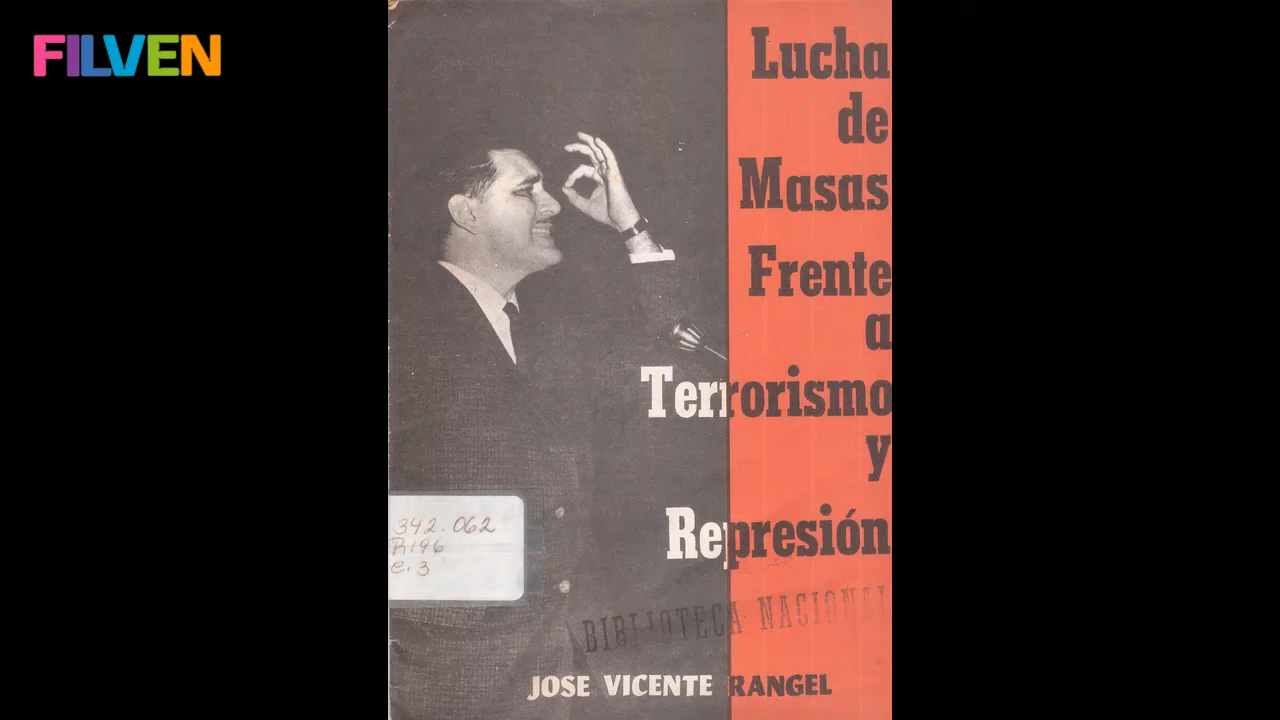 FILVEN
Lucha
de
Masas
Frente
a
Terrorismo
y
Represión
342.062
R196
c.3
BIBLIOTECA NACIONAL
JOSE VICENTE RANGEL